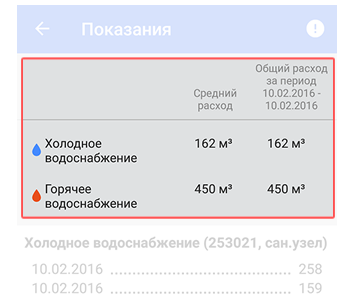 Показания
Общий расход
за период
Средний 10.02.2016 -
расход 10.02.2016
Холодное 162 м³ 162 м³
водоснабжение
Горячее 450 м³ 450 м³
водоснабжение
Холодное водоснабжение (253021, сан.узел)
10.02.2016 ........................................ 258
10.02.2016 ........................................ 159